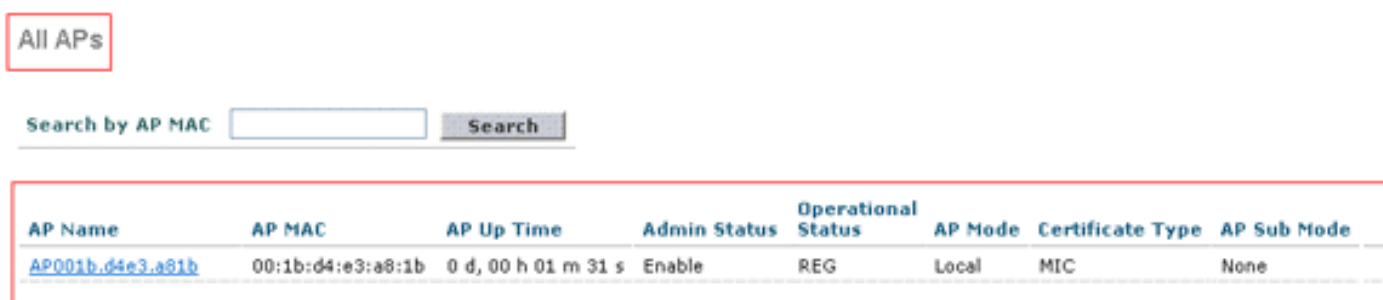 All APs
Search by AP MAC Search
AP Name AP MAC AP Up Time Admin Status Operational Status AP Mode Certificate Type AP Sub Mode
AP001b.d4e3.a81b 00:1b:d4:e3:a8:1b 0 d, 00 h 01 m 31 s Enable REG Local MIC None